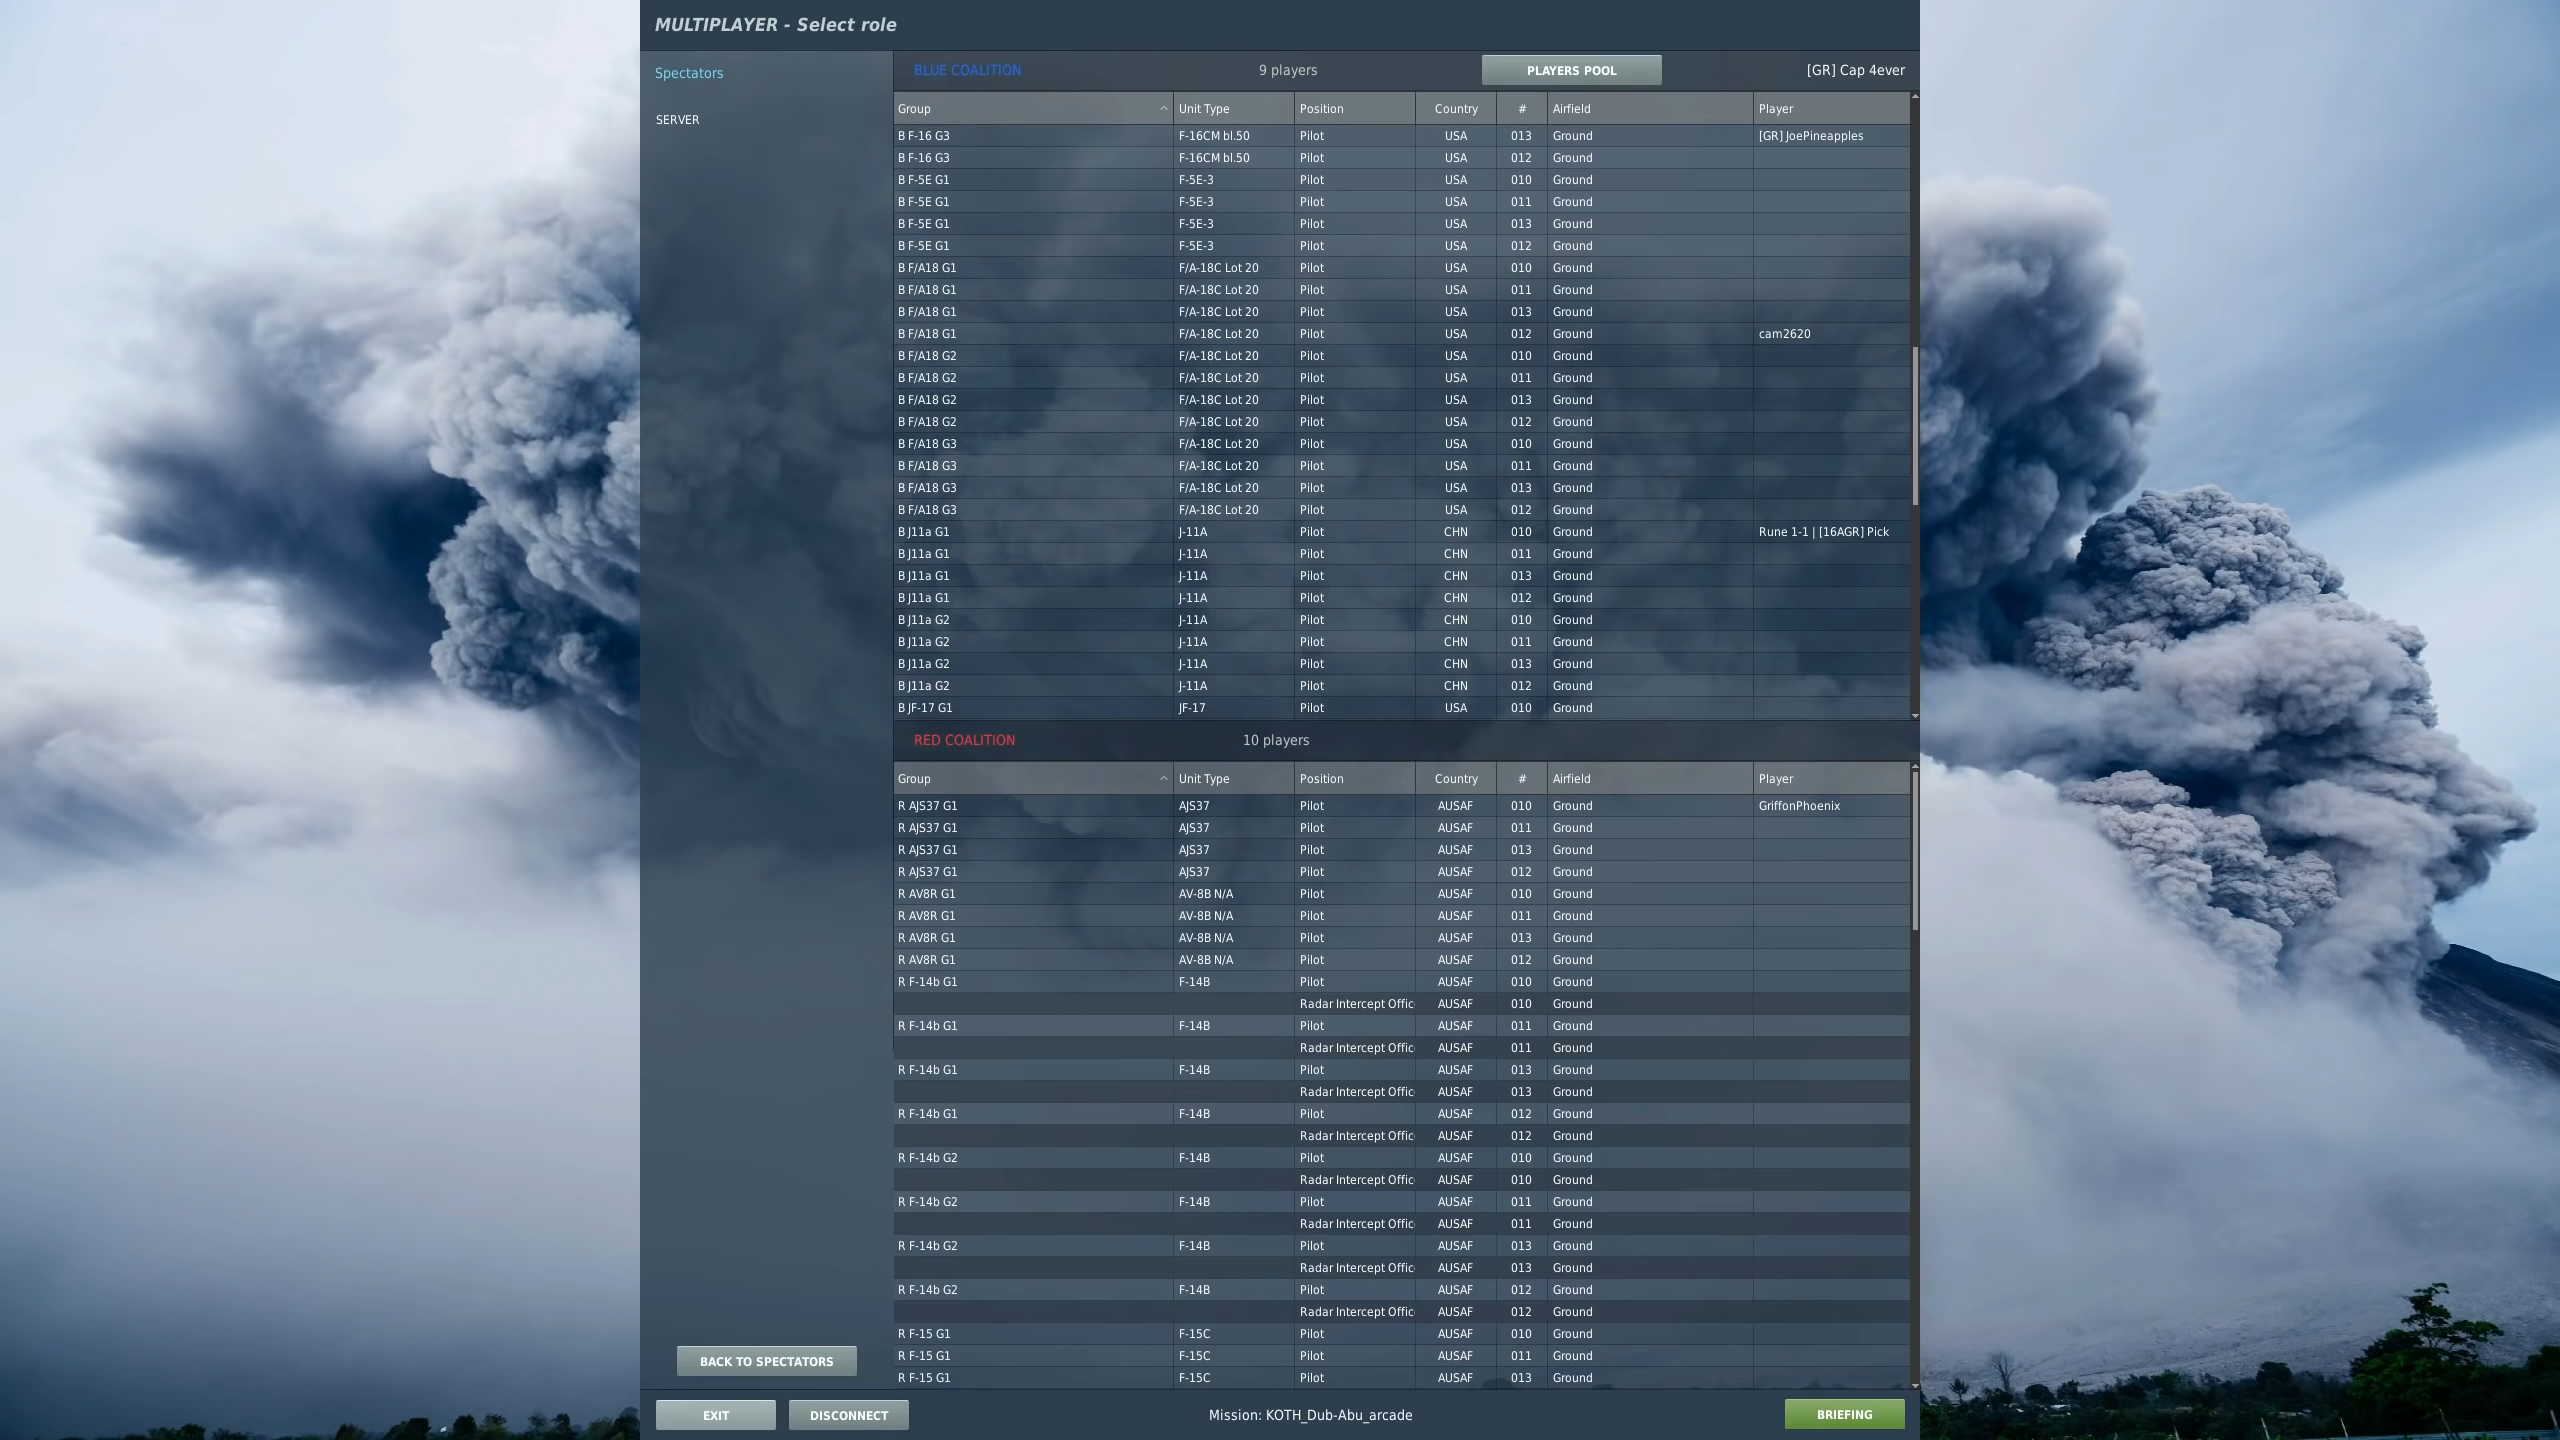 MULTIPLAYER - Select role
Spectators
SERVER
BLUE COALITION 9 players PLAYERS POOL [GR] Cap 4ever
Group Unit Type Position Country # Airfield Player
B F-16 G3 F-16CM bl.50 Pilot USA 013 Ground [GR] JoePineapples
B F-16 G3 F-16CM bl.50 Pilot USA 012 Ground
B F-5E G1 F-5E-3 Pilot USA 010 Ground
B F-5E G1 F-5E-3 Pilot USA 011 Ground
B F-5E G1 F-5E-3 Pilot USA 013 Ground
B F-5E G1 F-5E-3 Pilot USA 012 Ground
B F/A18 G1 F/A-18C Lot 20 Pilot USA 010 Ground
B F/A18 G1 F/A-18C Lot 20 Pilot USA 011 Ground
B F/A18 G1 F/A-18C Lot 20 Pilot USA 013 Ground
B F/A18 G1 F/A-18C Lot 20 Pilot USA 012 Ground cam2620
B F/A18 G2 F/A-18C Lot 20 Pilot USA 010 Ground
B F/A18 G2 F/A-18C Lot 20 Pilot USA 011 Ground
B F/A18 G2 F/A-18C Lot 20 Pilot USA 013 Ground
B F/A18 G2 F/A-18C Lot 20 Pilot USA 012 Ground
B F/A18 G3 F/A-18C Lot 20 Pilot USA 010 Ground
B F/A18 G3 F/A-18C Lot 20 Pilot USA 011 Ground
B F/A18 G3 F/A-18C Lot 20 Pilot USA 013 Ground
B F/A18 G3 F/A-18C Lot 20 Pilot USA 012 Ground
B J11a G1 J-11A Pilot CHN 010 Ground Rune 1-1 | [16AGR] Pick
B J11a G1 J-11A Pilot CHN 011 Ground
B J11a G1 J-11A Pilot CHN 013 Ground
B J11a G1 J-11A Pilot CHN 012 Ground
B J11a G2 J-11A Pilot CHN 010 Ground
B J11a G2 J-11A Pilot CHN 011 Ground
B J11a G2 J-11A Pilot CHN 013 Ground
B J11a G2 J-11A Pilot CHN 012 Ground
B JF-17 G1 JF-17 Pilot USA 010 Ground
RED COALITION 10 players
Group Unit Type Position Country # Airfield Player
R AJS37 G1 AJS37 Pilot AUSAF 010 Ground GriffonPhoenix
R AJS37 G1 AJS37 Pilot AUSAF 011 Ground
R AJS37 G1 AJS37 Pilot AUSAF 013 Ground
R AJS37 G1 AJS37 Pilot AUSAF 012 Ground
R AV8R G1 AV-8B N/A Pilot AUSAF 010 Ground
R AV8R G1 AV-8B N/A Pilot AUSAF 011 Ground
R AV8R G1 AV-8B N/A Pilot AUSAF 013 Ground
R AV8R G1 AV-8B N/A Pilot AUSAF 012 Ground
R F-14b G1 F-14B Pilot AUSAF 010 Ground
Radar Intercept Offic AUSAF 010 Ground
R F-14b G1 F-14B Pilot AUSAF 011 Ground
Radar Intercept Offic AUSAF 011 Ground
R F-14b G1 F-14B Pilot AUSAF 013 Ground
Radar Intercept Offic AUSAF 013 Ground
R F-14b G1 F-14B Pilot AUSAF 012 Ground
Radar Intercept Offic AUSAF 012 Ground
R F-14b G2 F-14B Pilot AUSAF 010 Ground
Radar Intercept Offic AUSAF 010 Ground
R F-14b G2 F-14B Pilot AUSAF 011 Ground
Radar Intercept Offic AUSAF 011 Ground
R F-14b G2 F-14B Pilot AUSAF 013 Ground
Radar Intercept Offic AUSAF 013 Ground
R F-14b G2 F-14B Pilot AUSAF 012 Ground
Radar Intercept Offic AUSAF 012 Ground
R F-15 G1 F-15C Pilot AUSAF 010 Ground
R F-15 G1 F-15C Pilot AUSAF 011 Ground
R F-15 G1 F-15C Pilot AUSAF 013 Ground
BACK TO SPECTATORS
EXIT DISCONNECT Mission: KOTH_Dub-Abu_arcade BRIEFING